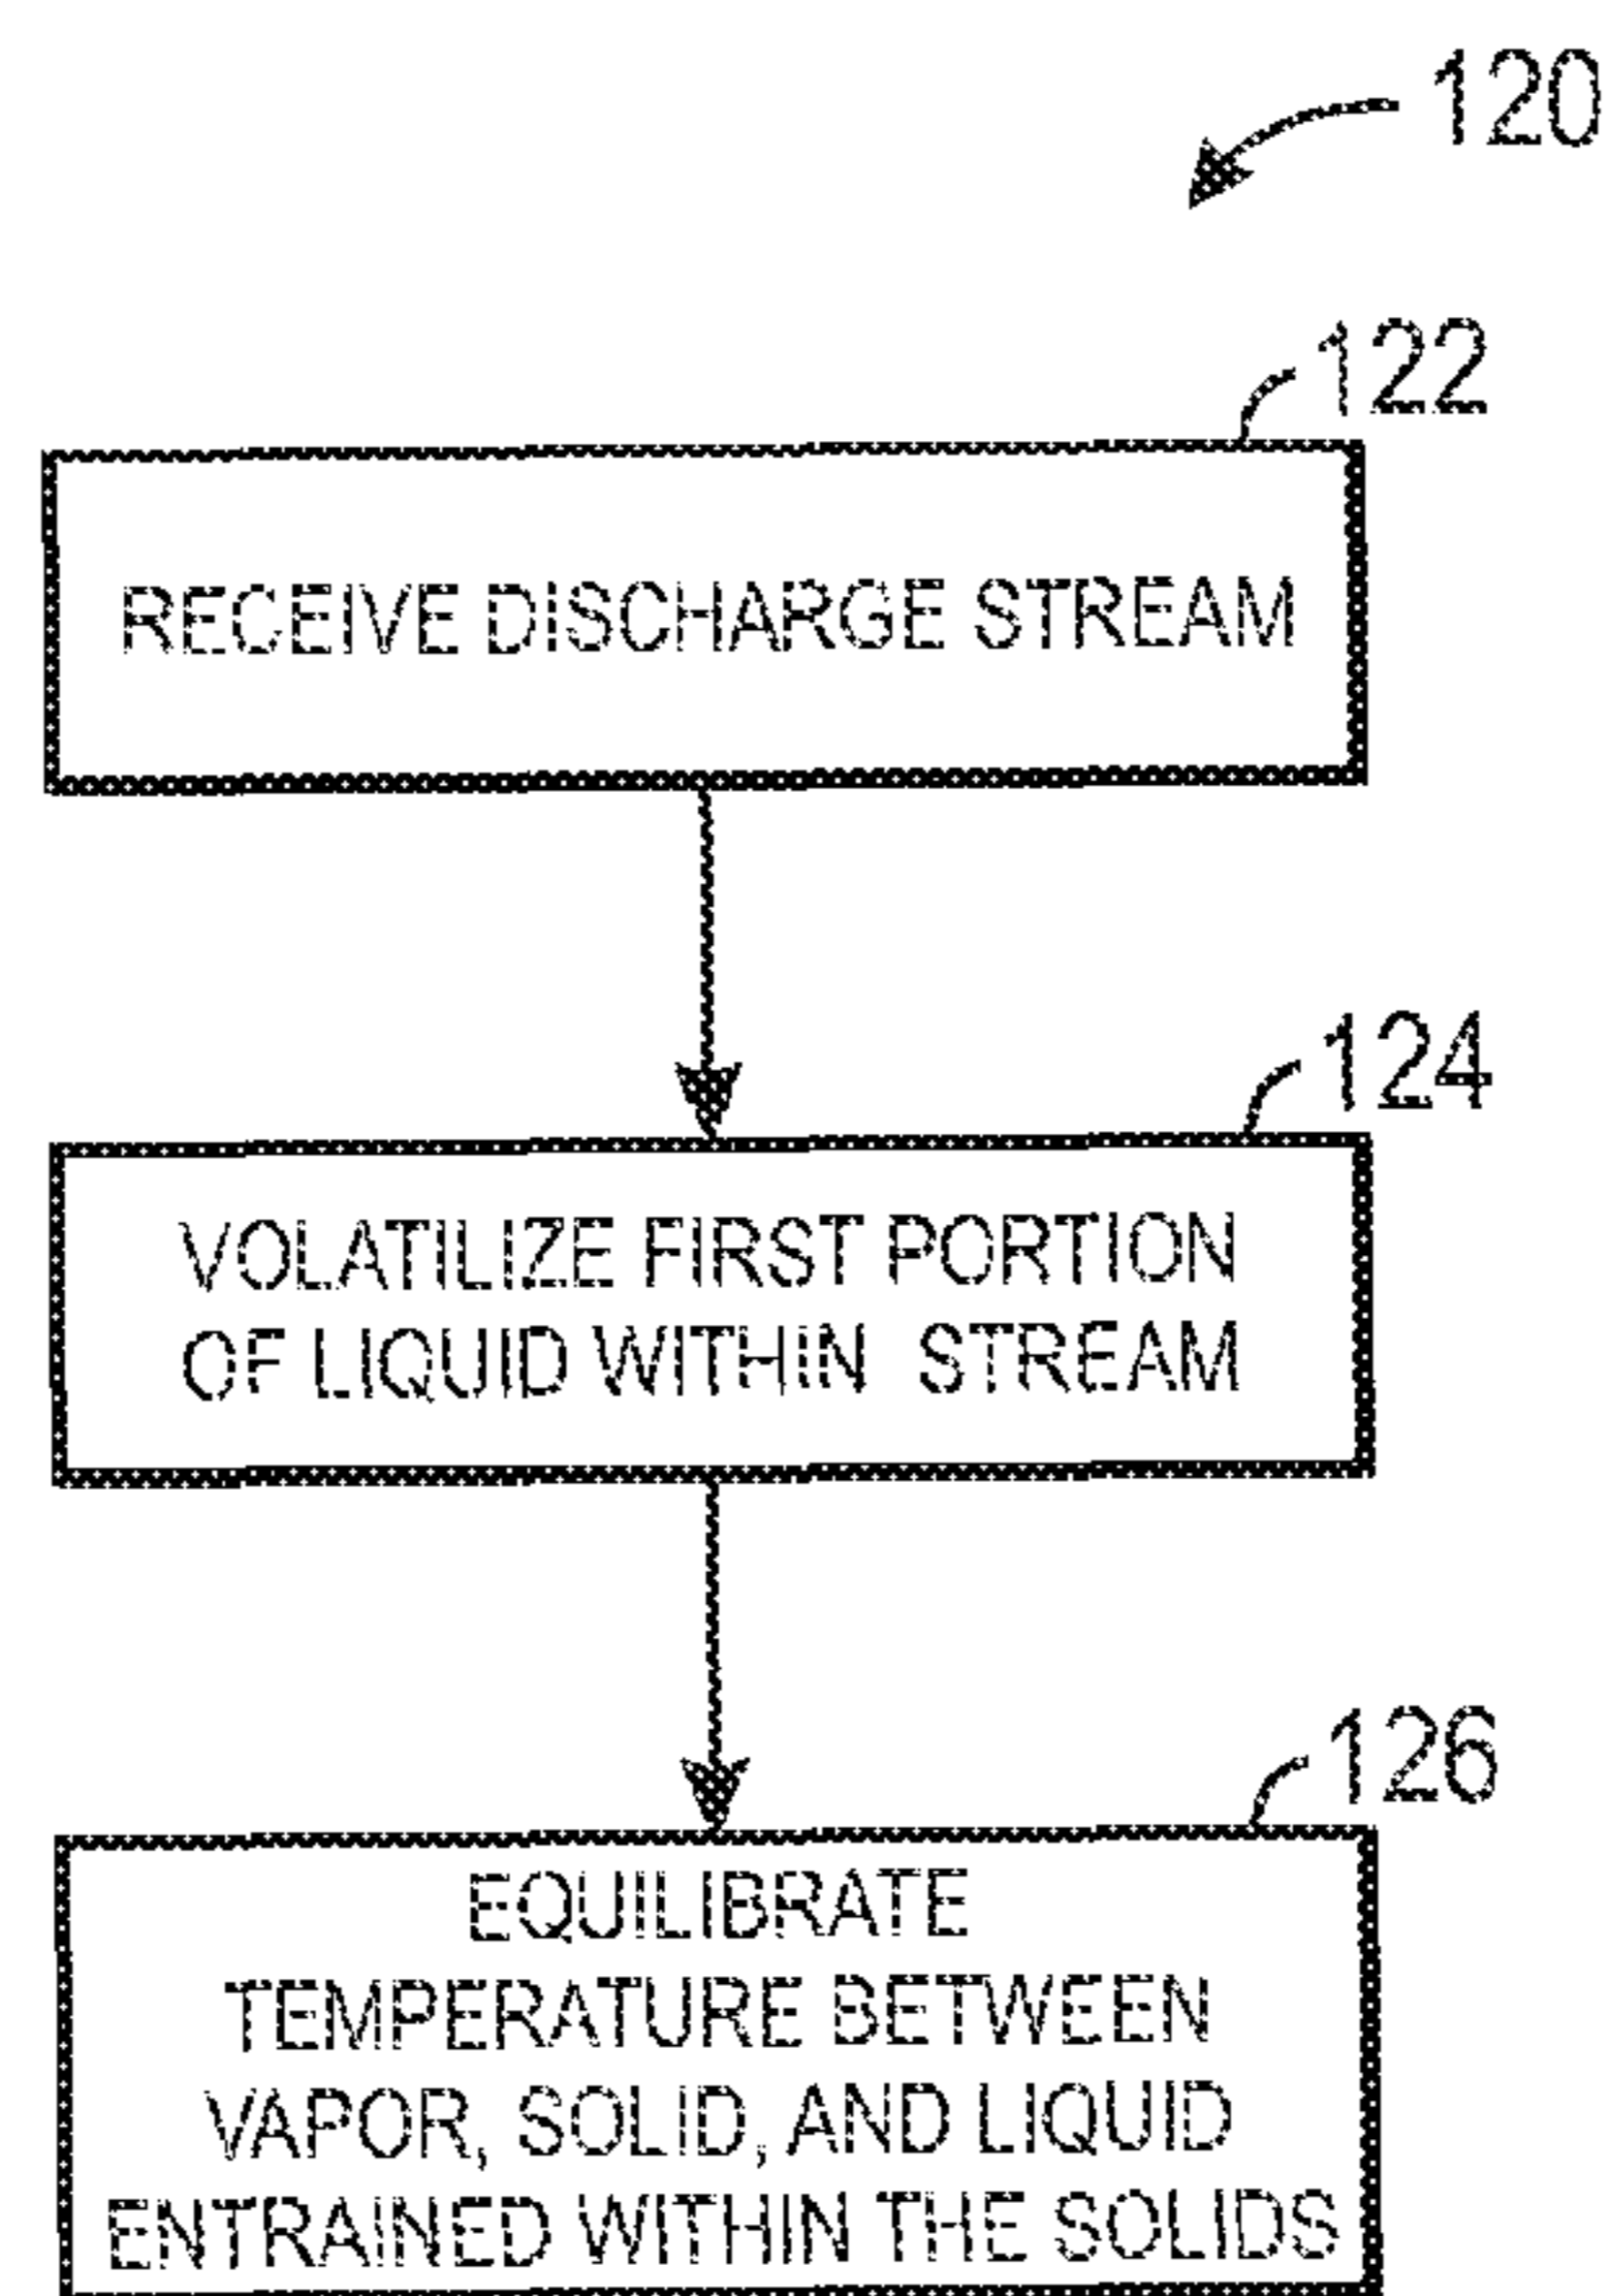 120
122
RECEIVE DISCHARGE STREAM
124
VOLATILIZE FIRST PORTION
OF LIQUID WITHIN STREAM
126
EQUILIBRATE
TEMPERATURE BETWEEN
VAPOR, SOLID, AND LIQUID
ENTRAINED WITHIN THE SOLIDS